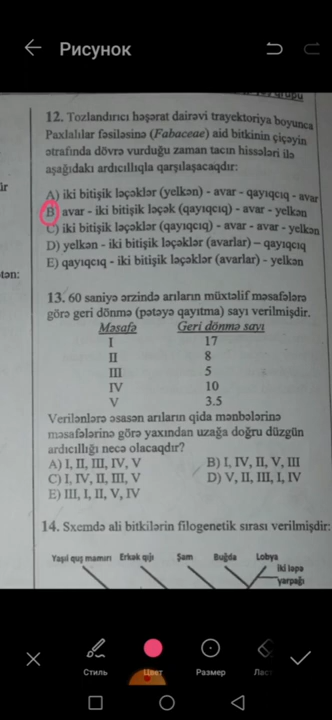 Рисунок
qrupu
12. Tozlandırıcı həşərat dairəvi trayektoriya boyunca
Paxlalılar fəsiləsinə (Fabaceae) aid bitkinin çiçəyin
ətrafında dövrə vurduğu zaman tacın hissələri ilə
aşağıdakı ardıcıllıqla qarşılaşacaqdır:
A) iki bitişik ləçəklər (yelkən) - avar - qayıqcıq - avar
B) avar - iki bitişik ləçək (qayıqcıq) - avar - yelkən
C) iki bitişik ləçəklər (qayıqcıq) - avar - avar - yelkən
D) yelkən - iki bitişik ləçəklər (avarlar) – qayıqcıq
E) qayıqcıq - iki bitişik ləçəklər (avarlar) - yelkən
13. 60 saniyə ərzində arıların müxtəlif məsafələrə
görə geri dönmə (pətəyə qayıtma) sayı verilmişdir.
Məsafə Geri dönmə sayı
I 17
II 8
III 5
IV 10
V 3.5
Verilənlərə əsasən arıların qida mənbələrinə
məsafələrinə görə yaxından uzağa doğru düzgün
ardıcıllığı necə olacaqdır?
A) I, II, III, IV, V B) I, IV, II, V, III
C) I, IV, II, III, V D) V, II, III, I, IV
E) III, I, II, V, IV
14. Sxemdə ali bitkilərin filogenetik sırası verilmişdir:
Yaşıl quş mamırı Erkək qıjı Şam Buğda Lobya
iki ləpə
yarpağı
Стиль Цвет Размер Ласт